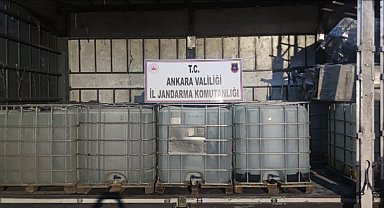 T.C.
ANKARA VALİLİĞİ
İL JANDARMA KOMUTANLIĞI